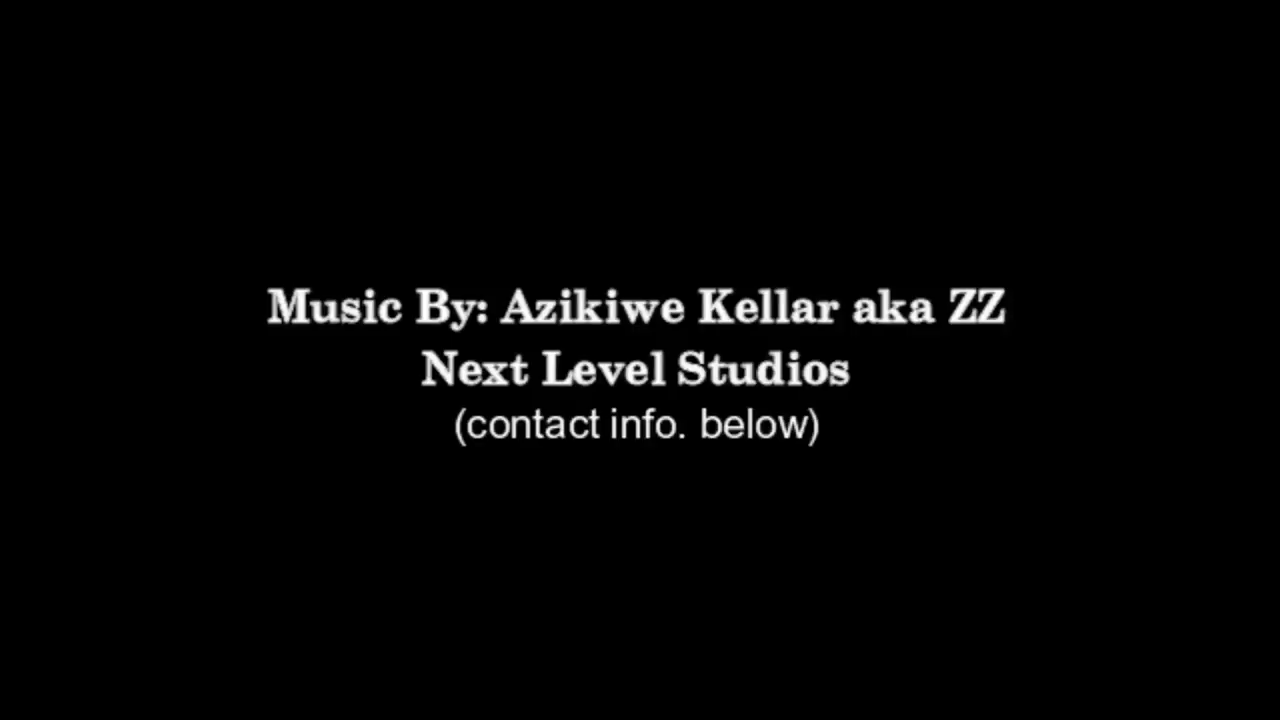 Music By: Azikiwe Kellar aka ZZ
Next Level Studios
(contact info. below)